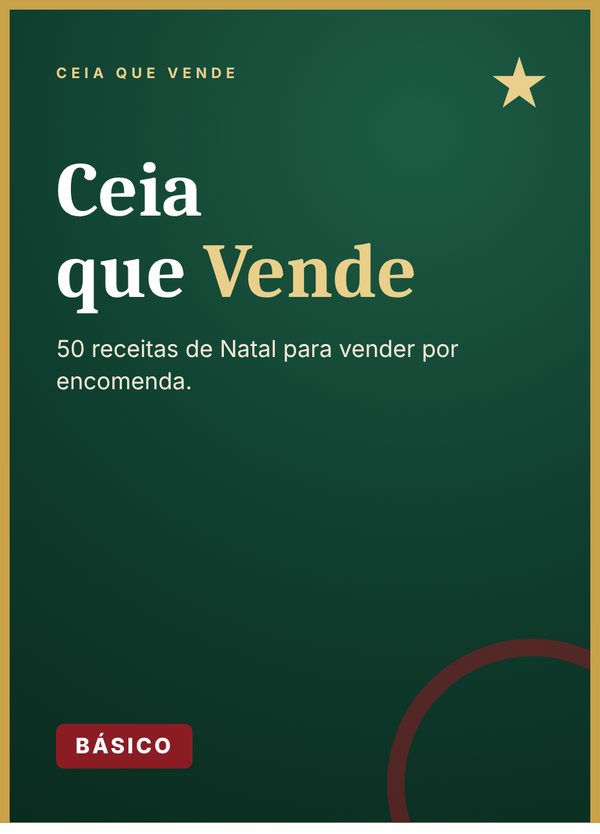 CEIA QUE VENDE
Ceia
que Vende
50 receitas de Natal para vender por
encomenda.
BÁSICO